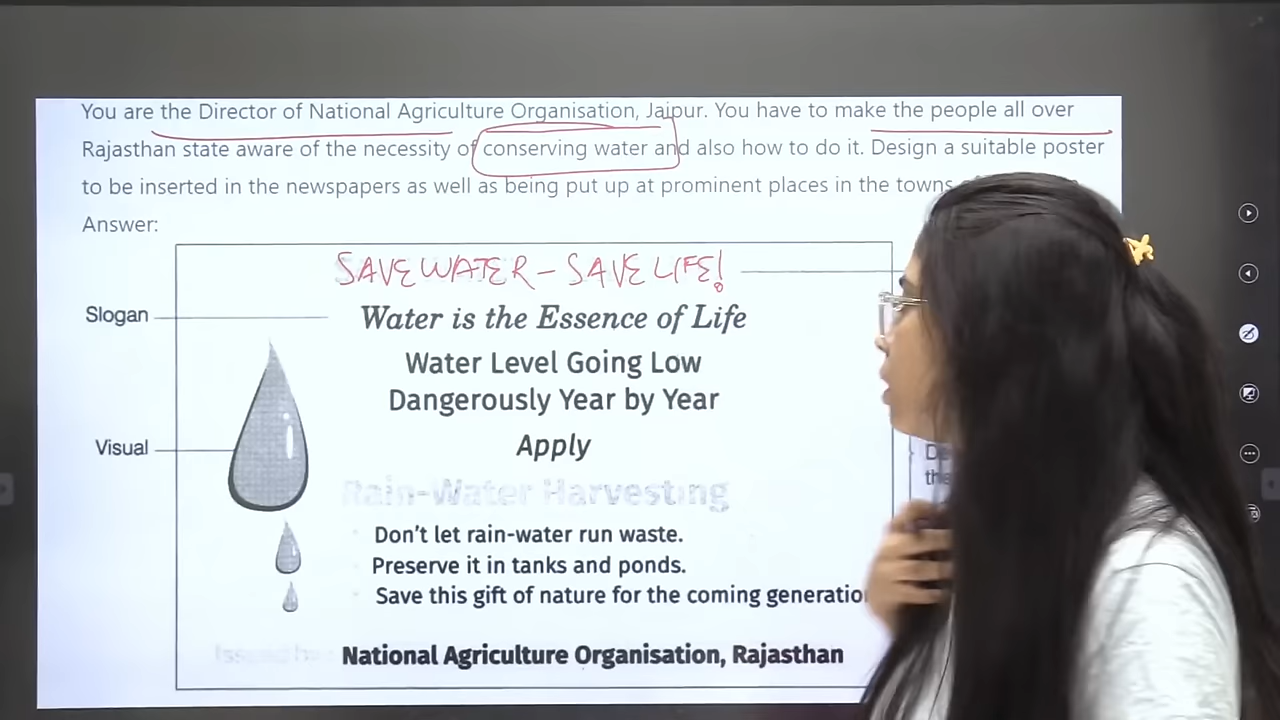 You are the Director of National Agriculture Organisation, Jaipur. You have to make the people all over
Rajasthan state aware of the necessity of conserving water and also how to do it. Design a suitable poster
to be inserted in the newspapers as well as being put up at prominent places in the towns
Answer:
SAVE WATER – SAVE LIFE!
Slogan
Water is the Essence of Life
Water Level Going Low
Dangerously Year by Year
Visual
Apply
Rain-Water Harvesting
Don't let rain-water run waste.
Preserve it in tanks and ponds.
Save this gift of nature for the coming
Issued by: National Agriculture Organisation, Rajasthan